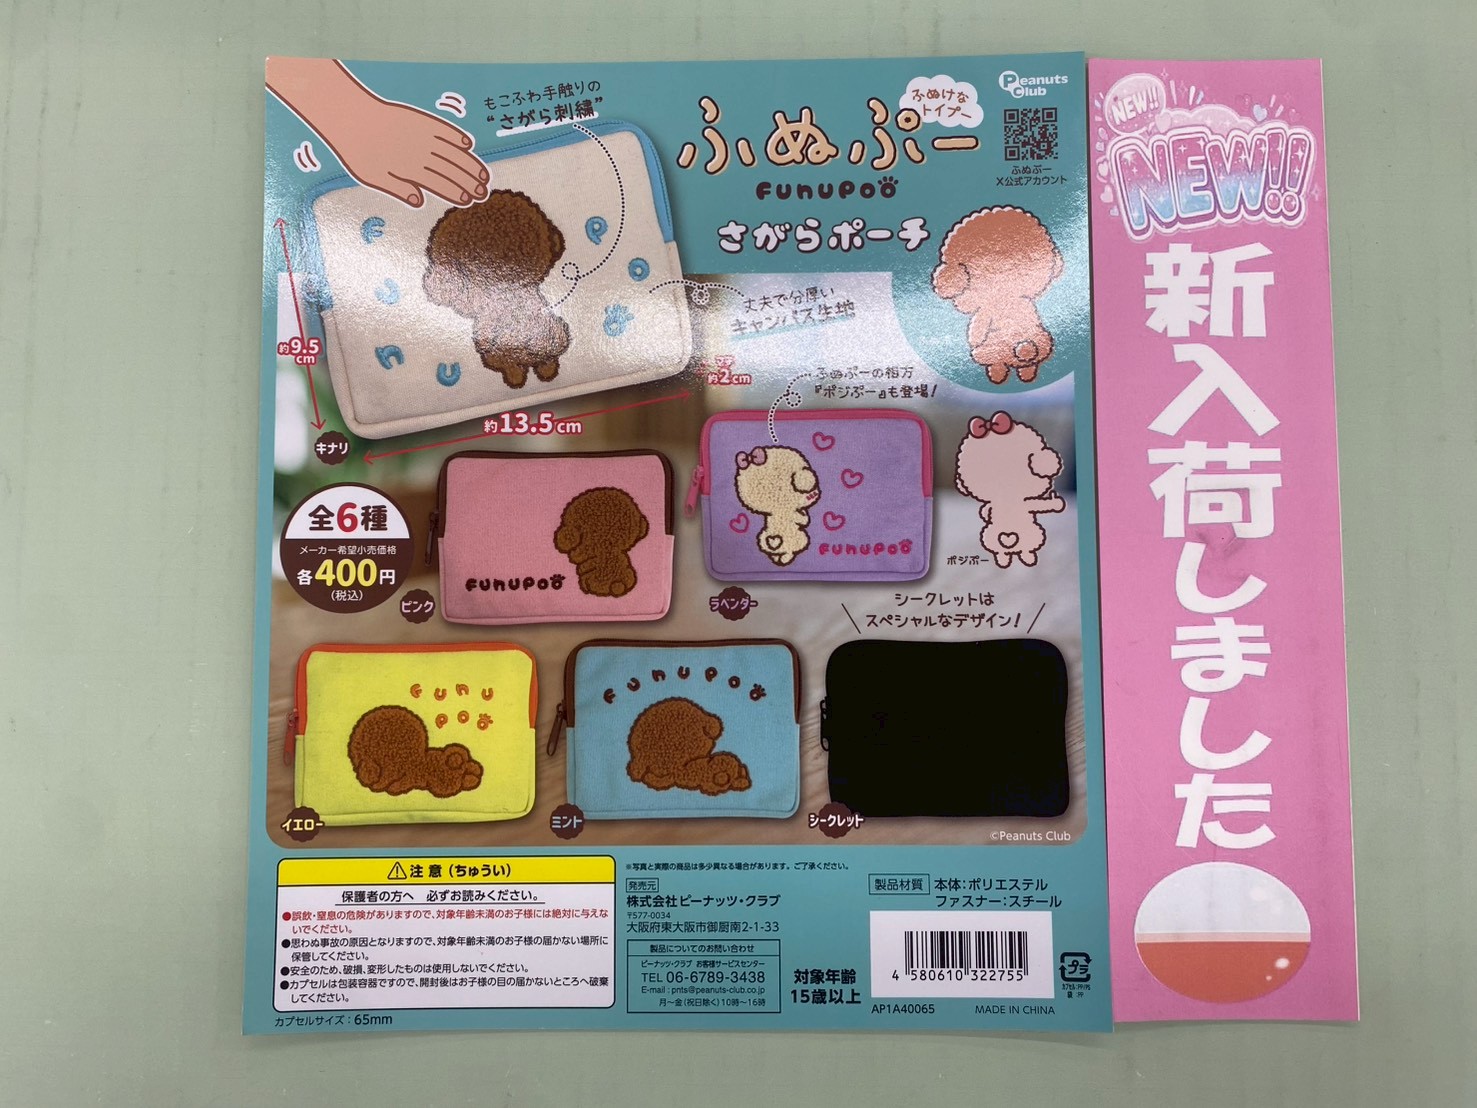 もこふわ手触りの
“さがら刺繍”
ふぬぷー
FUNUPOO
さがらポーチ
ふぬけな
トイプー
Peanuts
Club
ふぬぷー
X公式アカウント
F U N U P O
丈夫で分厚い
キャンバス生地
約9.5
cm
マチ
約2cm
約13.5cm
キナリ
ふぬぷーの相方
『ポジぷー』も登場!
全6種
メーカー希望小売価格
各400円
(税込)
FUNUPOO
ピンク
FUNUPOO
ラベンダー
ポジぷー
シークレットは
スペシャルなデザイン!
FUNU
POO
イエロー
FUNUPOO
ミント
シークレット
©Peanuts Club
⚠注意(ちゅうい)
保護者の方へ 必ずお読みください。
●誤飲・窒息の危険がありますので、対象年齢未満のお子様には絶対に与えな
いでください。
●思わぬ事故の原因となりますので、対象年齢未満のお子様の届かない場所に
保管してください。
●安全のため、破損、変形したものは使用しないでください。
●カプセルは包装容器ですので、開封後はお子様の目の届かないところへ破棄
してください。
カプセルサイズ:65mm
※写真と実際の商品は多少異なる場合があります。ご了承ください。
発売元
株式会社ピーナッツ・クラブ
〒577-0034
大阪府東大阪市御厨南2-1-33
製品についてのお問い合わせ
ピーナッツ・クラブ お客様サービスセンター
TEL 06-6789-3438
E-mail : pnts@peanuts-club.co.jp
月〜金(祝日除く)10時〜16時
対象年齢
15歳以上
製品材質 本体:ポリエステル
ファスナー:スチール
4 580610 322755
AP1A40065
MADE IN CHINA
プラ
NEW!!
NEW!!
新入荷しました